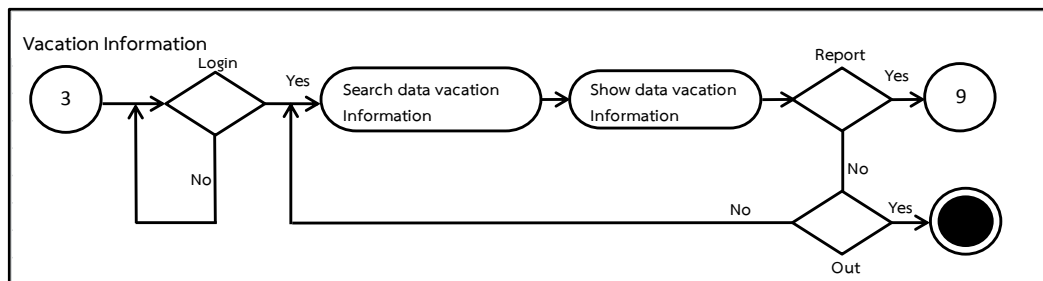 Vacation Information
Login
Report
3
Yes
Search data vacation
Information
Show data vacation
Information
Yes
9
No
No
No
Yes
Out